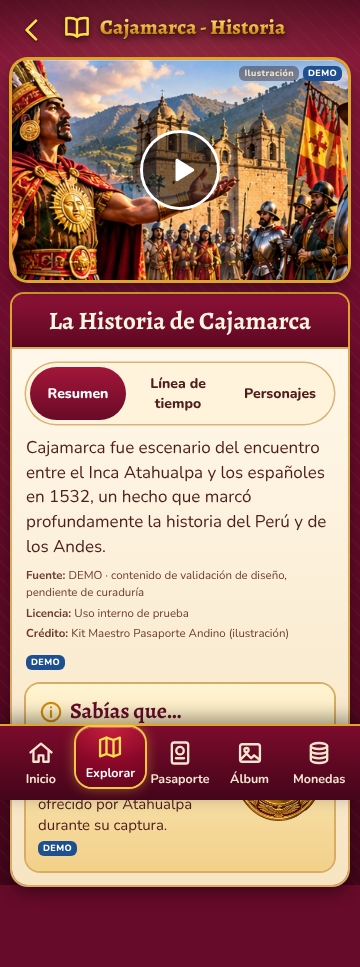 Cajamarca - Historia
Ilustración
DEMO
La Historia de Cajamarca
Resumen
Línea de
tiempo
Personajes
Cajamarca fue escenario del encuentro
entre el Inca Atahualpa y los españoles
en 1532, un hecho que marcó
profundamente la historia del Perú y de
los Andes.
Fuente: DEMO · contenido de validación de diseño,
pendiente de curaduría
Licencia: Uso interno de prueba
Crédito: Kit Maestro Pasaporte Andino (ilustración)
DEMO
Sabías que...
Inicio
Explorar
Pasaporte
Álbum
Monedas
ofrecido por Atahualpa
durante su captura.
DEMO